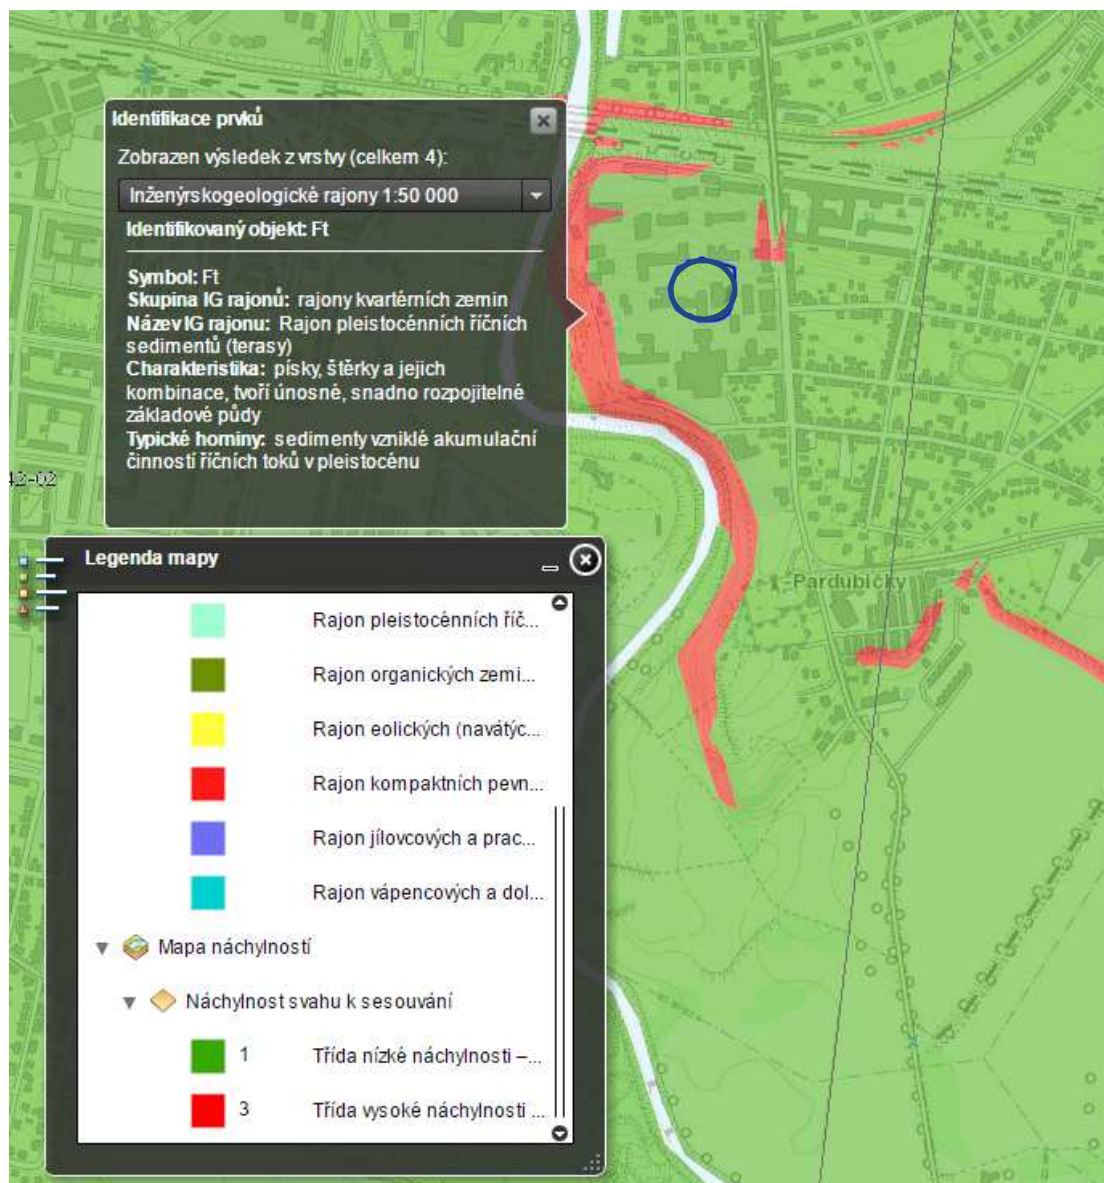 Identifikace prvků
Zobrazen výsledek z vrstvy (celkem 4):
Inženýrskogeologické rajony 1:50 000
Identifikovaný objekt: Ft
Symbol: Ft
Skupina IG rajonů: rajony kvartérních zemin
Název IG rajonu: Rajon pleistocénních říčních
sedimentů (terasy)
Charakteristika: písky, štěrky a jejich
kombinace, tvoří únosné, snadno rozpojitelné
základové půdy
Typické horniny: sedimenty vzniklé akumulační
činností říčních toků v pleistocénu
42-02
Legenda mapy
Rajon pleistocénních říč...
Rajon organických zemi...
Rajon eolických (navátýc...
Rajon kompaktních pevn...
Rajon jílovcových a prac...
Rajon vápencových a dol...
Mapa náchylností
Náchylnost svahu k sesouvání
1 Třída nízké náchylnosti –...
3 Třída vysoké náchylnosti ...
Pardubičky